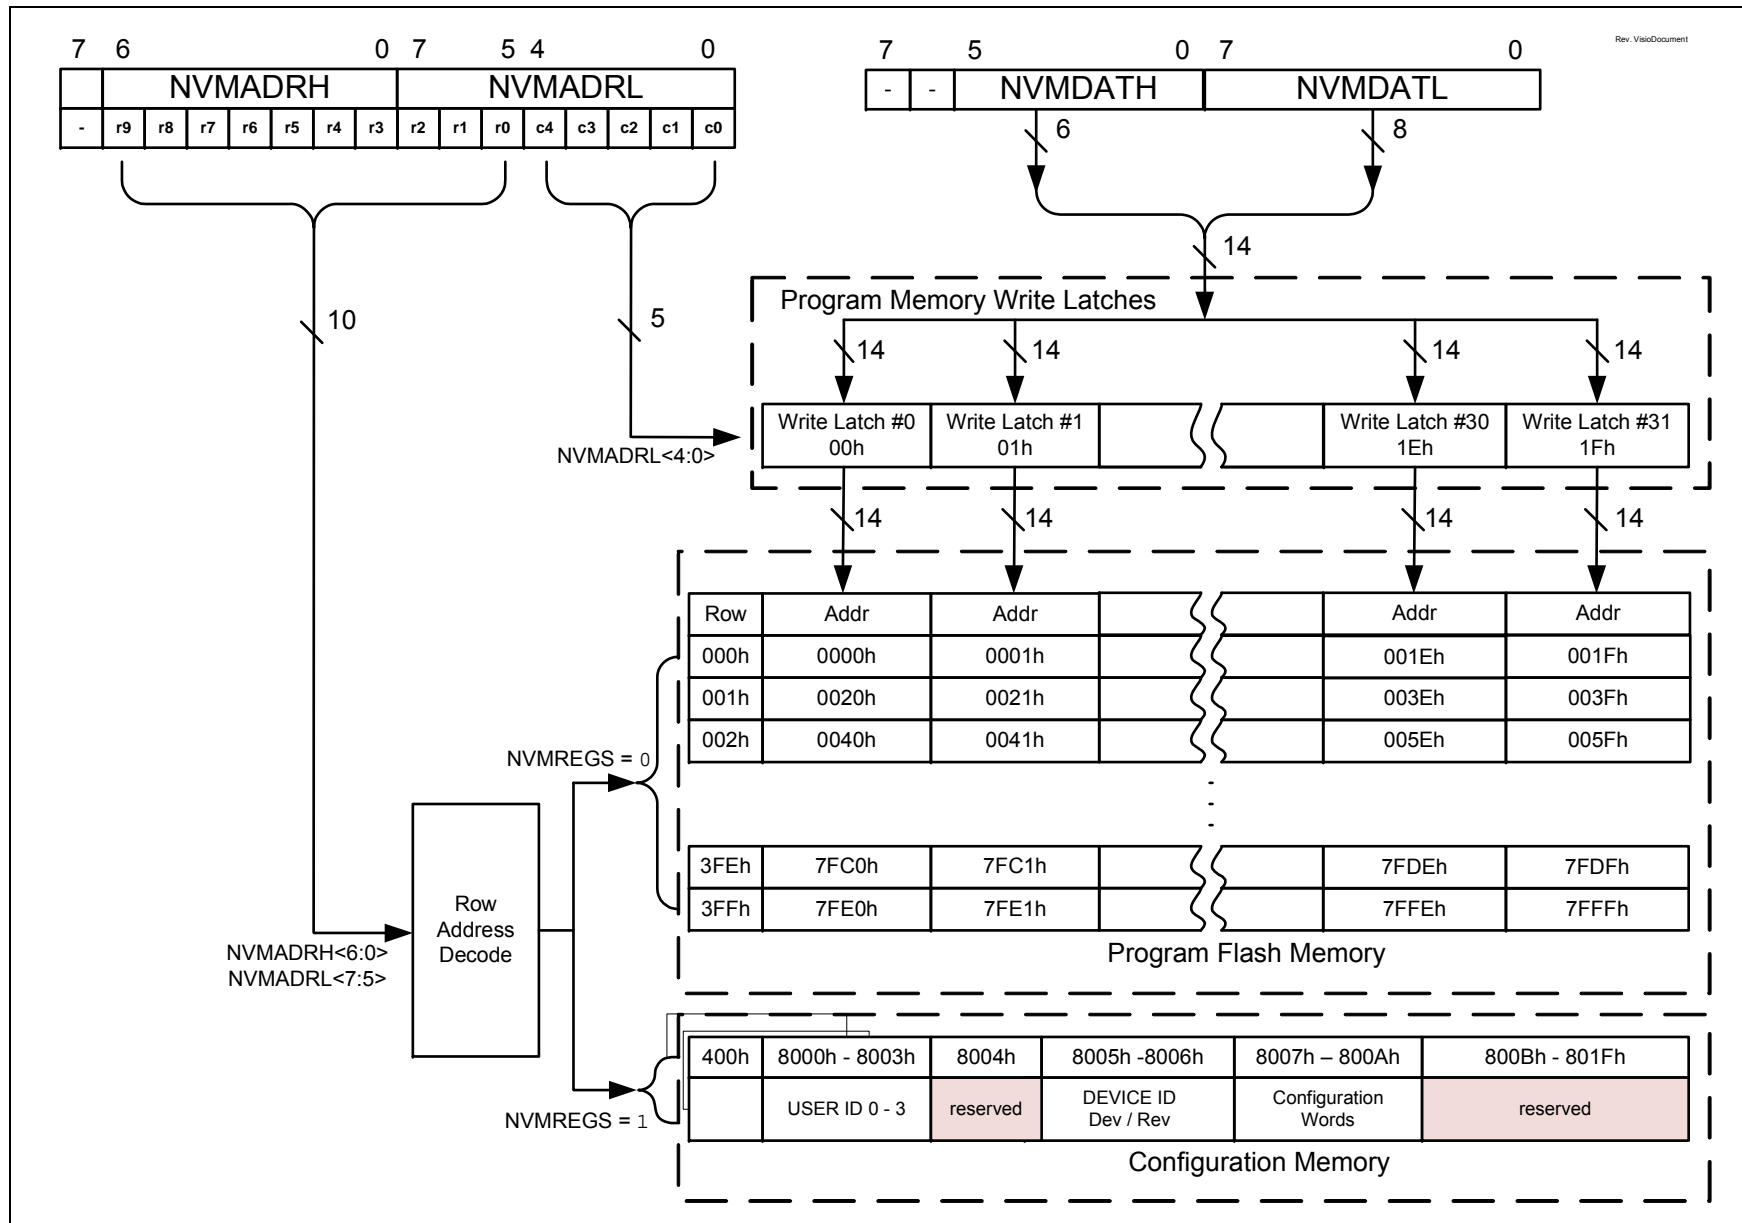 7 6 0 7 5 4 0
7 5 0 7 0
Rev. VisioDocument
NVMADRH NVMADRL
- - NVMDATH NVMDATL
- r9 r8 r7 r6 r5 r4 r3 r2 r1 r0 c4 c3 c2 c1 c0
6 8
14
Program Memory Write Latches
10 5
14 14 14 14
Write Latch #0 Write Latch #1 Write Latch #30 Write Latch #31
00h 01h 1Eh 1Fh
NVMADRL<4:0>
14 14 14 14
Row Addr Addr Addr Addr
000h 0000h 0001h 001Eh 001Fh
001h 0020h 0021h 003Eh 003Fh
002h 0040h 0041h 005Eh 005Fh
NVMREGS = 0
3FEh 7FC0h 7FC1h 7FDEh 7FDFh
3FFh 7FE0h 7FE1h 7FFEh 7FFFh
Row
Address
Decode
NVMADRH<6:0>
NVMADRL<7:5>
Program Flash Memory
400h 8000h - 8003h 8004h 8005h -8006h 8007h – 800Ah 800Bh - 801Fh
USER ID 0 - 3 reserved DEVICE ID Configuration reserved
Dev / Rev Words
NVMREGS = 1
Configuration Memory